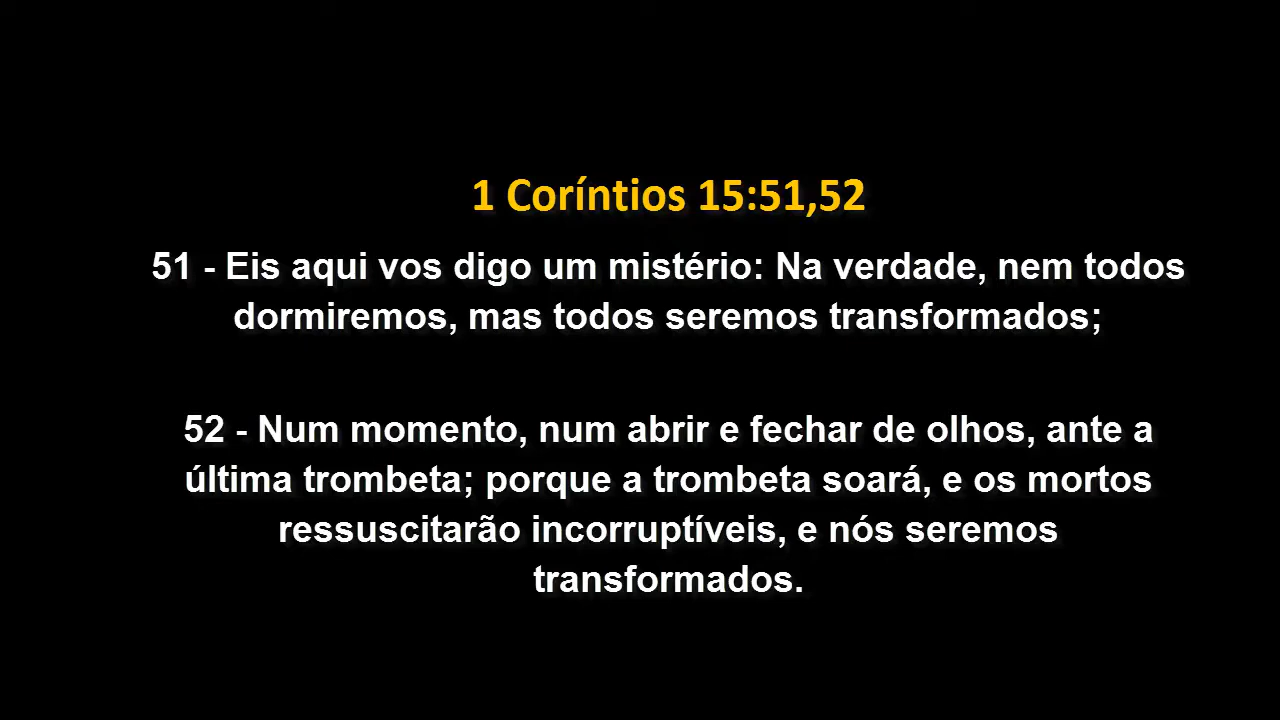 1 Coríntios 15:51,52
51 - Eis aqui vos digo um mistério: Na verdade, nem todos
dormiremos, mas todos seremos transformados;
52 - Num momento, num abrir e fechar de olhos, ante a
última trombeta; porque a trombeta soará, e os mortos
ressuscitarão incorruptíveis, e nós seremos
transformados.